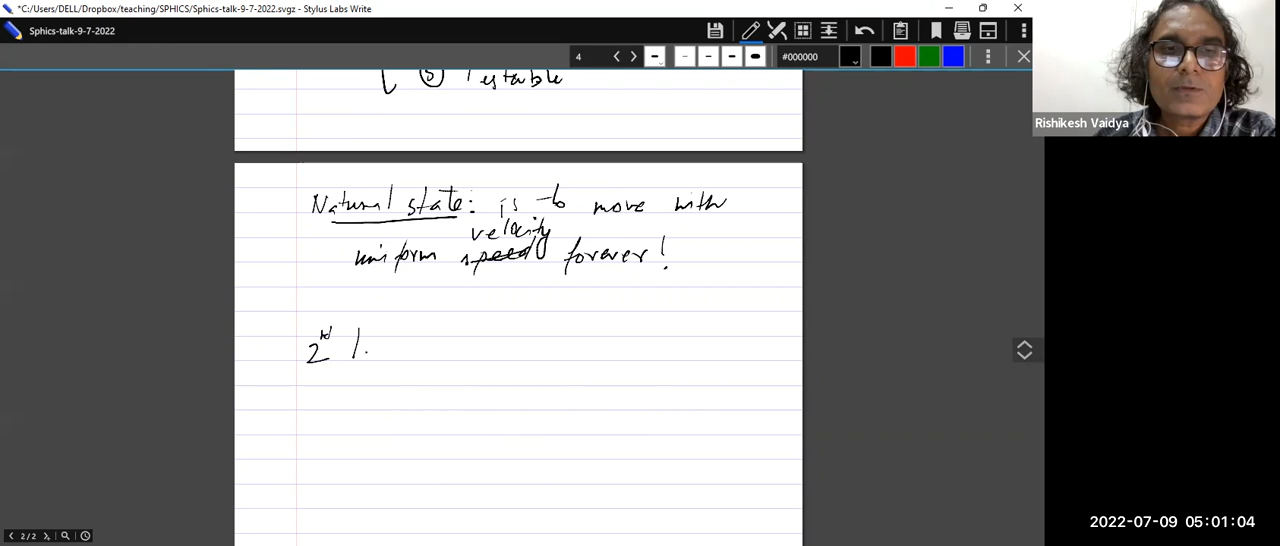 *C:/Users/DELL/Dropbox/teaching/SPHICS/Sphics-talk-9-7-2022.svgz - Stylus Labs Write
Sphics-talk-9-7-2022
4
#000000
Rishikesh Vaidya
(5) Testable
Natural state: is to move with
velocity
uniform speed forever!
2nd l.
2/2
2022-07-09 05:01:04